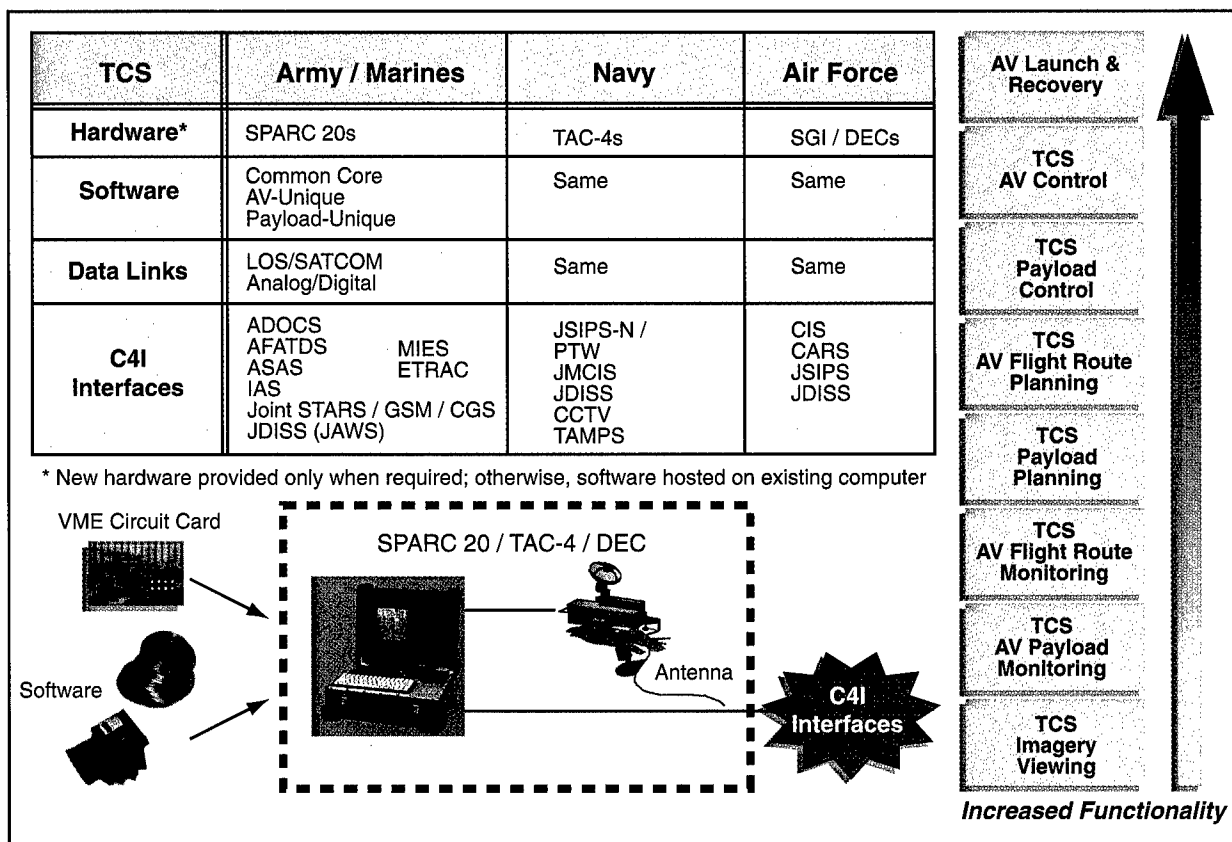 TCS
Army / Marines
Navy
Air Force
Hardware*
SPARC 20s
TAC-4s
SGI / DECs
Software
Common Core
AV-Unique
Payload-Unique
Same
Same
Data Links
LOS/SATCOM
Analog/Digital
Same
Same
C4I
Interfaces
ADOCS
AFATDS
ASAS
IAS
Joint STARS / GSM / CGS
JDISS (JAWS)
MIES
ETRAC
JSIPS-N /
PTW
JMCIS
JDISS
CCTV
TAMPS
CIS
CARS
JSIPS
JDISS
* New hardware provided only when required; otherwise, software hosted on existing computer
VME Circuit Card
Software
SPARC 20 / TAC-4 / DEC
Antenna
C4I
Interfaces
AV Launch &
Recovery
TCS
AV Control
TCS
Payload
Control
TCS
AV Flight Route
Planning
TCS
Payload
Planning
TCS
AV Flight Route
Monitoring
TCS
AV Payload
Monitoring
TCS
Imagery
Viewing
Increased Functionality